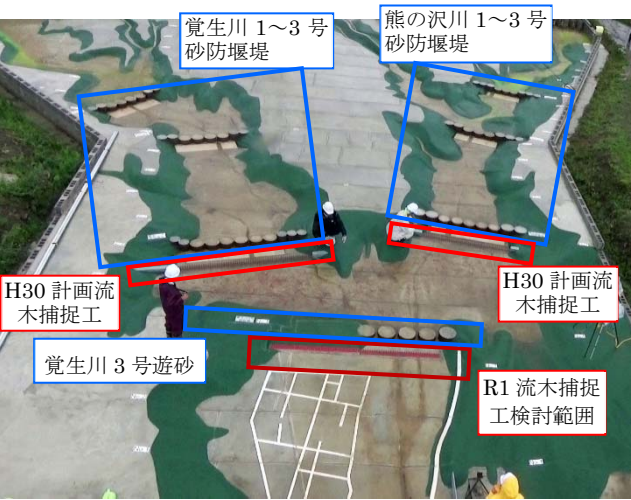 覚生川 1～3 号
砂防堰堤
熊の沢川 1～3 号
砂防堰堤
H30 計画流
木捕捉工
H30 計画流
木捕捉工
覚生川 3 号遊砂
R1 流木捕捉
工検討範囲